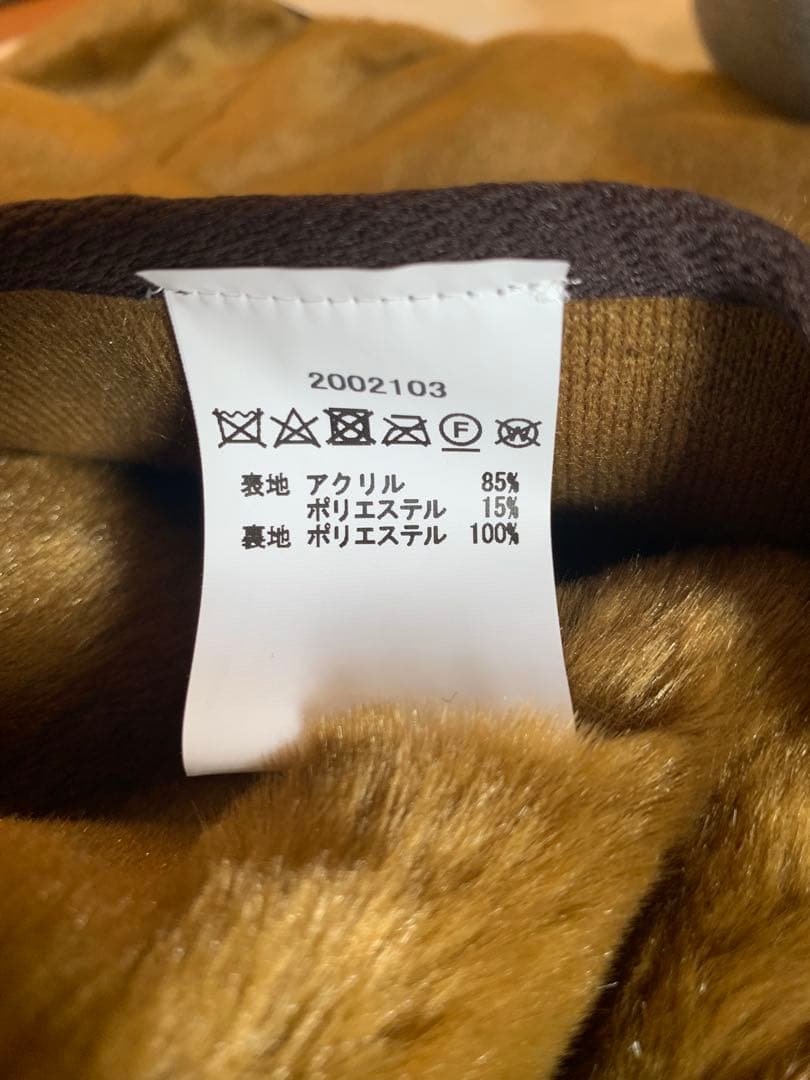 2002103
F W
表地 アクリル 85%
ポリエステル 15%
裏地 ポリエステル 100%